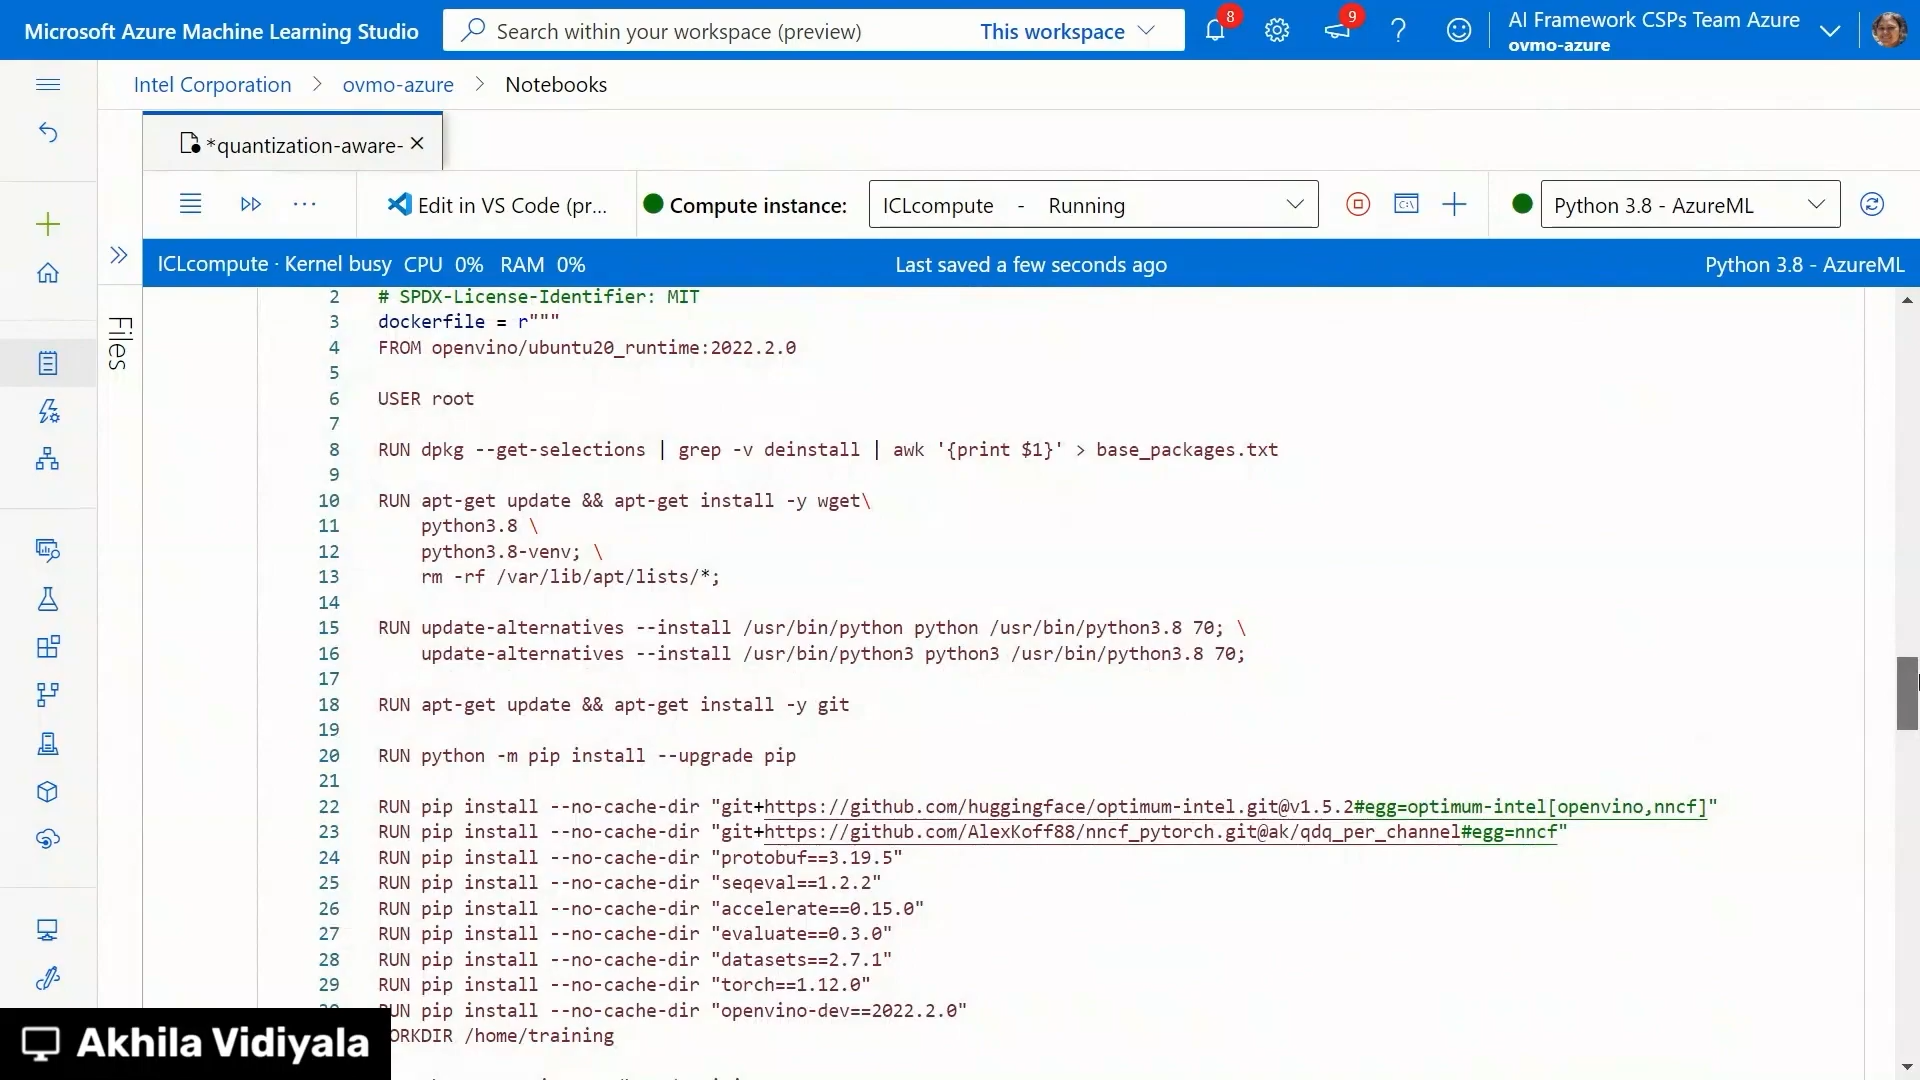 Microsoft Azure Machine Learning Studio
Search within your workspace (preview)
This workspace
8
9
AI Framework CSPs Team Azure
ovmo-azure
Intel Corporation > ovmo-azure > Notebooks
*quantization-aware-
Edit in VS Code (pr...
Compute instance:
ICLcompute - Running
Python 3.8 - AzureML
ICLcompute · Kernel busy CPU 0% RAM 0%
Last saved a few seconds ago
Python 3.8 - AzureML
Files
2 # SPDX-License-Identifier: MIT
3 dockerfile = r"""
4 FROM openvino/ubuntu20_runtime:2022.2.0
5
6 USER root
7
8 RUN dpkg --get-selections | grep -v deinstall | awk '{print $1}' > base_packages.txt
9
10 RUN apt-get update && apt-get install -y wget\
11 python3.8 \
12 python3.8-venv; \
13 rm -rf /var/lib/apt/lists/*;
14
15 RUN update-alternatives --install /usr/bin/python python /usr/bin/python3.8 70; \
16 update-alternatives --install /usr/bin/python3 python3 /usr/bin/python3.8 70;
17
18 RUN apt-get update && apt-get install -y git
19
20 RUN python -m pip install --upgrade pip
21
22 RUN pip install --no-cache-dir "git+https://github.com/huggingface/optimum-intel.git@v1.5.2#egg=optimum-intel[openvino,nncf]"
23 RUN pip install --no-cache-dir "git+https://github.com/AlexKoff88/nncf_pytorch.git@ak/qdq_per_channel#egg=nncf"
24 RUN pip install --no-cache-dir "protobuf==3.19.5"
25 RUN pip install --no-cache-dir "seqeval==1.2.2"
26 RUN pip install --no-cache-dir "accelerate==0.15.0"
27 RUN pip install --no-cache-dir "evaluate==0.3.0"
28 RUN pip install --no-cache-dir "datasets==2.7.1"
29 RUN pip install --no-cache-dir "torch==1.12.0"
RUN pip install --no-cache-dir "openvino-dev==2022.2.0"
ORKDIR /home/training
Akhila Vidiyala